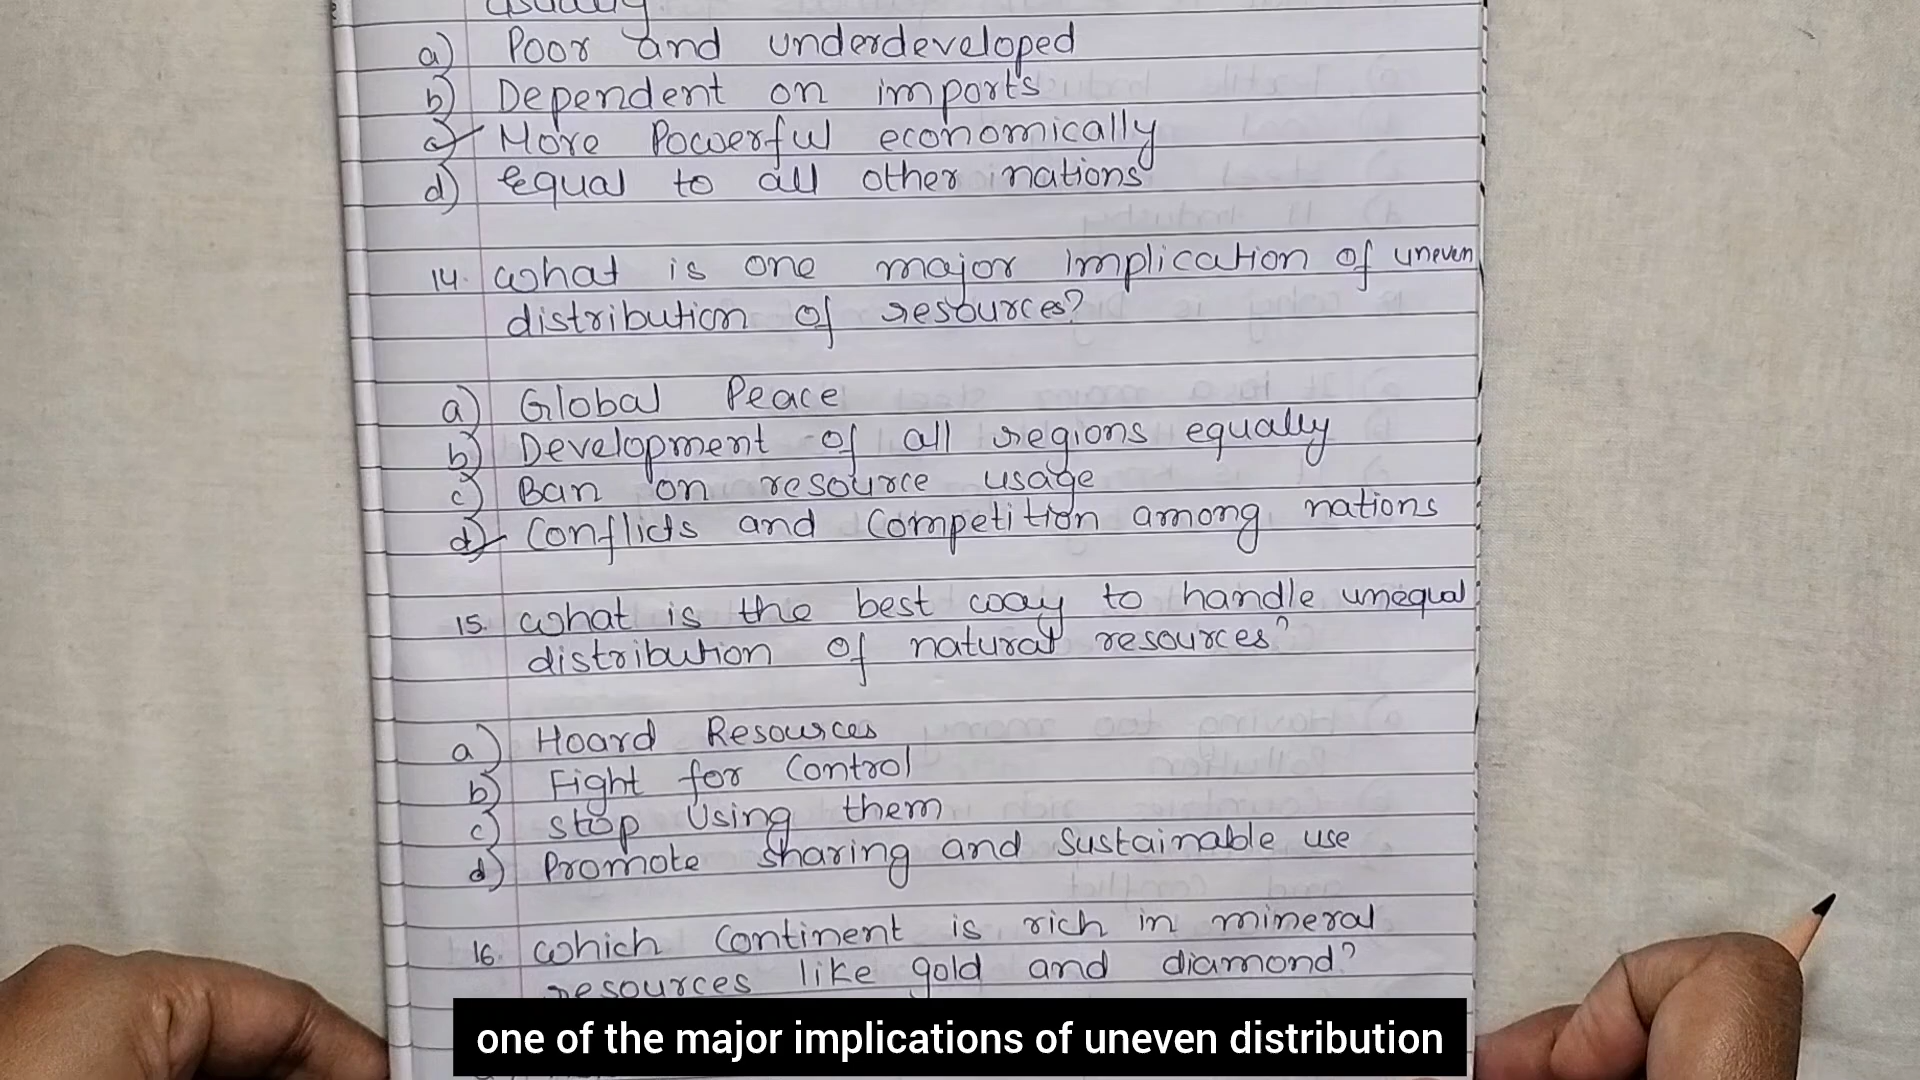 usually
a) Poor and underdeveloped
b) Dependent on imports
c) More Powerful economically
d) Equal to all other nations
14. What is one major implication of uneven
distribution of resources?
a) Global Peace
b) Development of all regions equally
c) Ban on resource usage
d) Conflicts and Competition among nations
15. What is the best way to handle unequal
distribution of natural resources?
a) Hoard Resources
b) Fight for Control
c) Stop Using them
d) Promote sharing and Sustainable use
16. Which Continent is rich in mineral
resources like gold and diamond?
one of the major implications of uneven distribution